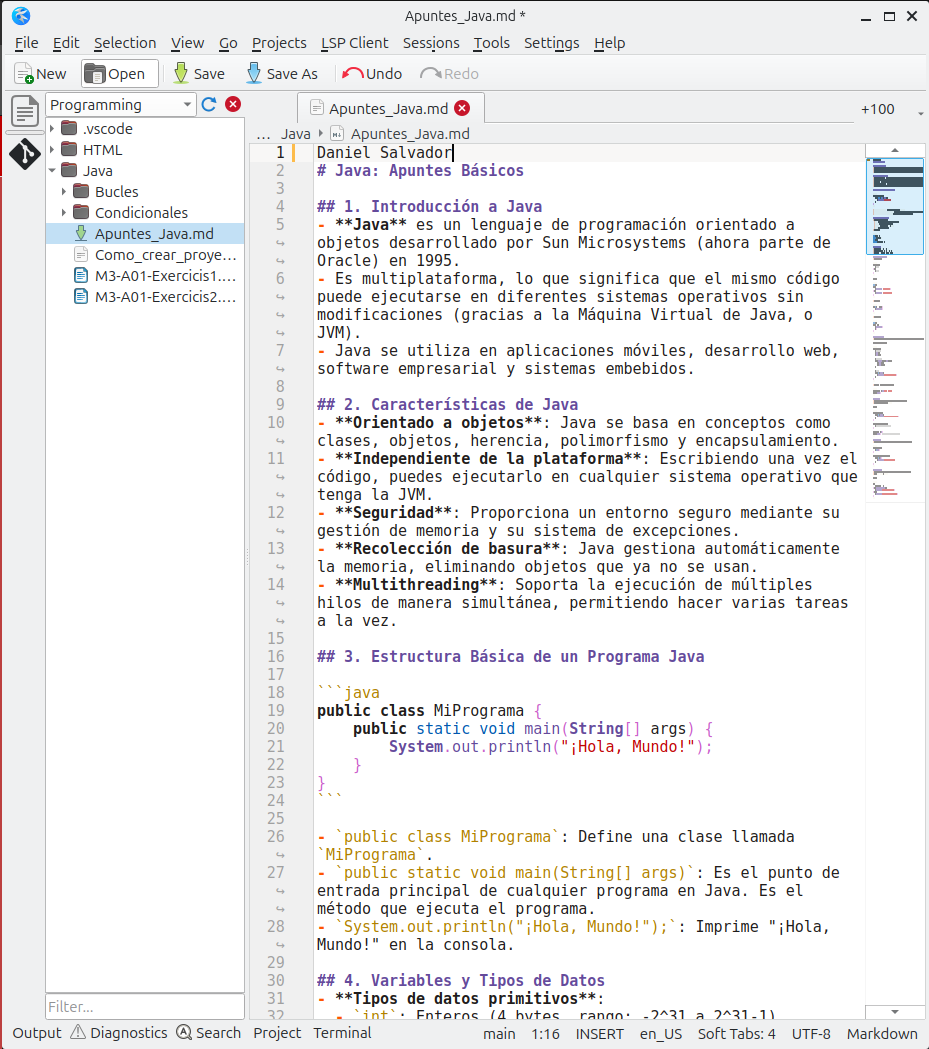 Apuntes_Java.md *
File Edit Selection View Go Projects LSP Client Sessions Tools Settings Help
New Open Save Save As Undo Redo
Programming
.vscode
HTML
Java
Bucles
Condicionales
Apuntes_Java.md
Como_crear_proye...
M3-A01-Exercicis1....
M3-A01-Exercicis2....
Filter...
Apuntes_Java.md
+100
... Java Apuntes_Java.md
1 Daniel Salvador
2 # Java: Apuntes Básicos
3
4 ## 1. Introducción a Java
5 - **Java** es un lenguaje de programación orientado a
objetos desarrollado por Sun Microsystems (ahora parte de
Oracle) en 1995.
6 - Es multiplataforma, lo que significa que el mismo código
puede ejecutarse en diferentes sistemas operativos sin
modificaciones (gracias a la Máquina Virtual de Java, o
JVM).
7 - Java se utiliza en aplicaciones móviles, desarrollo web,
software empresarial y sistemas embebidos.
8
9 ## 2. Características de Java
10 - **Orientado a objetos**: Java se basa en conceptos como
clases, objetos, herencia, polimorfismo y encapsulamiento.
11 - **Independiente de la plataforma**: Escribiendo una vez el
código, puedes ejecutarlo en cualquier sistema operativo que
tenga la JVM.
12 - **Seguridad**: Proporciona un entorno seguro mediante su
gestión de memoria y su sistema de excepciones.
13 - **Recolección de basura**: Java gestiona automáticamente
la memoria, eliminando objetos que ya no se usan.
14 - **Multithreading**: Soporta la ejecución de múltiples
hilos de manera simultánea, permitiendo hacer varias tareas
a la vez.
15
16 ## 3. Estructura Básica de un Programa Java
17
18 ```java
19 public class MiPrograma {
20     public static void main(String[] args) {
21         System.out.println("¡Hola, Mundo!");
22     }
23 }
24 ```
25
26 - `public class MiPrograma`: Define una clase llamada
`MiPrograma`.
27 - `public static void main(String[] args)`: Es el punto de
entrada principal de cualquier programa en Java. Es el
método que ejecuta el programa.
28 - `System.out.println("¡Hola, Mundo!");`: Imprime "¡Hola,
Mundo!" en la consola.
29
30 ## 4. Variables y Tipos de Datos
31 - **Tipos de datos primitivos**:
32   - `int`: Enteros (4 bytes, rango: -2^31 a 2^31-1)
Output Diagnostics Search Project Terminal main 1:16 INSERT en_US Soft Tabs: 4 UTF-8 Markdown